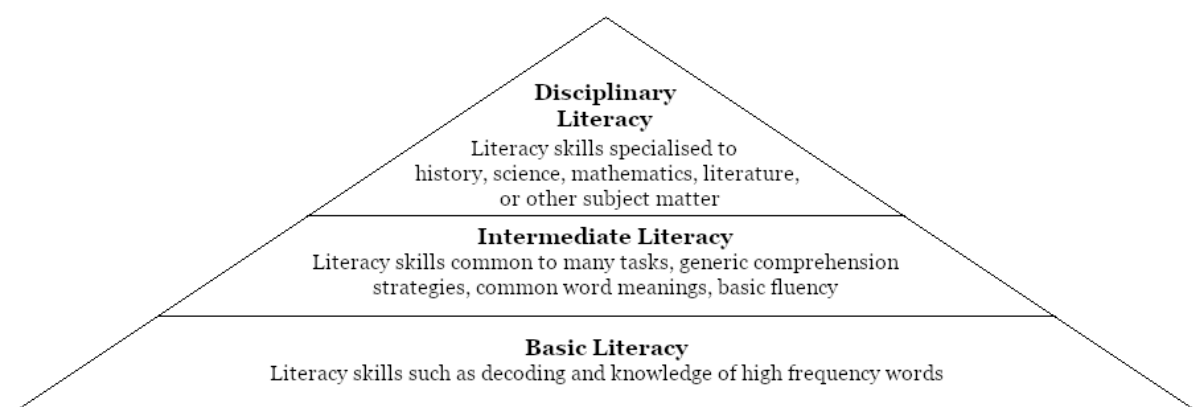 Disciplinary
Literacy
Literacy skills specialised to
history, science, mathematics, literature,
or other subject matter
Intermediate Literacy
Literacy skills common to many tasks, generic comprehension
strategies, common word meanings, basic fluency
Basic Literacy
Literacy skills such as decoding and knowledge of high frequency words